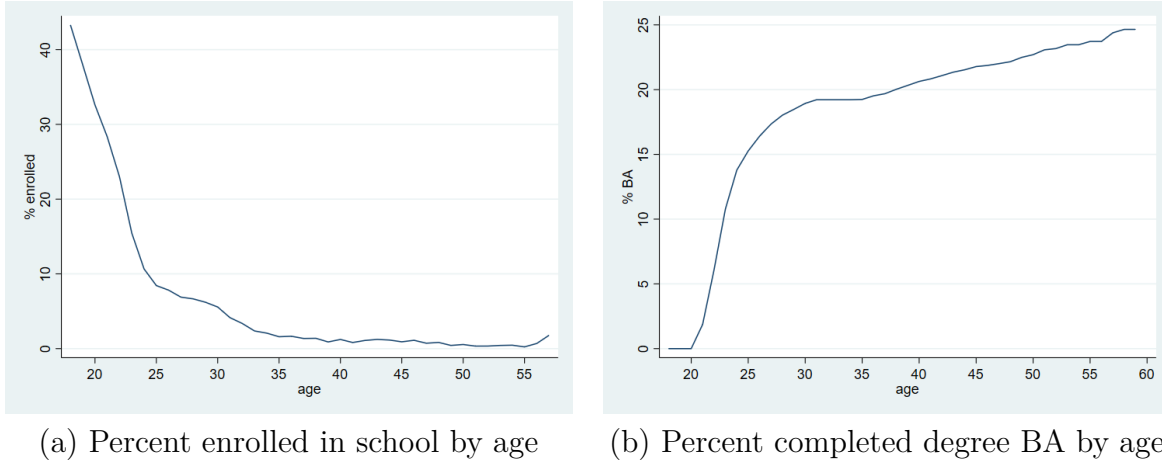 % enrolled
40
30
20
10
0
20 25 30 35 40 45 50 55
age
(a) Percent enrolled in school by age
% BA
25
20
15
10
5
0
20 25 30 35 40 45 50 55 60
age
(b) Percent completed degree BA by age